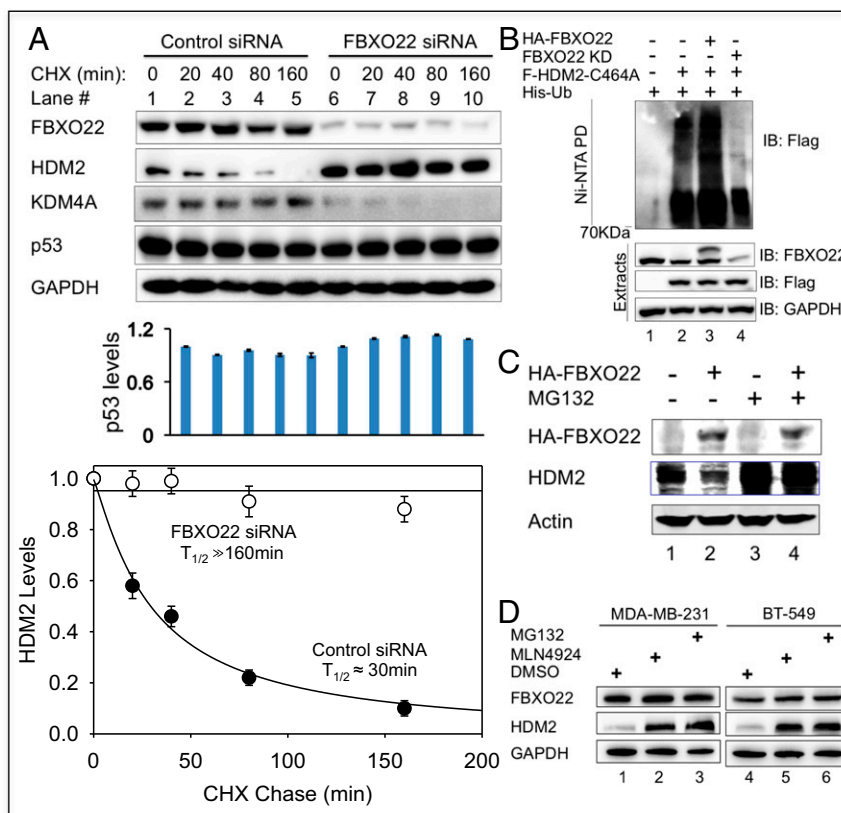 A
Control siRNA FBXO22 siRNA
CHX (min): 0 20 40 80 160 0 20 40 80 160
Lane # 1 2 3 4 5 6 7 8 9 10
FBXO22
HDM2
KDM4A
p53
GAPDH
p53 levels
1.2
0.6
0
HDM2 Levels
1.0
0.8
0.6
0.4
0.2
0.0
FBXO22 siRNA
T1/2 ≫160min
Control siRNA
T1/2 ≈ 30min
0 50 100 150 200
CHX Chase (min)
B
HA-FBXO22 - - + -
FBXO22 KD - - - +
F-HDM2-C464A - + + +
His-Ub + + + +
Ni-NTA PD
IB: Flag
70KDa
Extracts
IB: FBXO22
IB: Flag
IB: GAPDH
1 2 3 4
C
HA-FBXO22 - + - +
MG132 - - + +
HA-FBXO22
HDM2
Actin
1 2 3 4
D
MDA-MB-231 BT-549
MG132 + +
MLN4924 + +
DMSO + +
FBXO22
HDM2
GAPDH
1 2 3 4 5 6